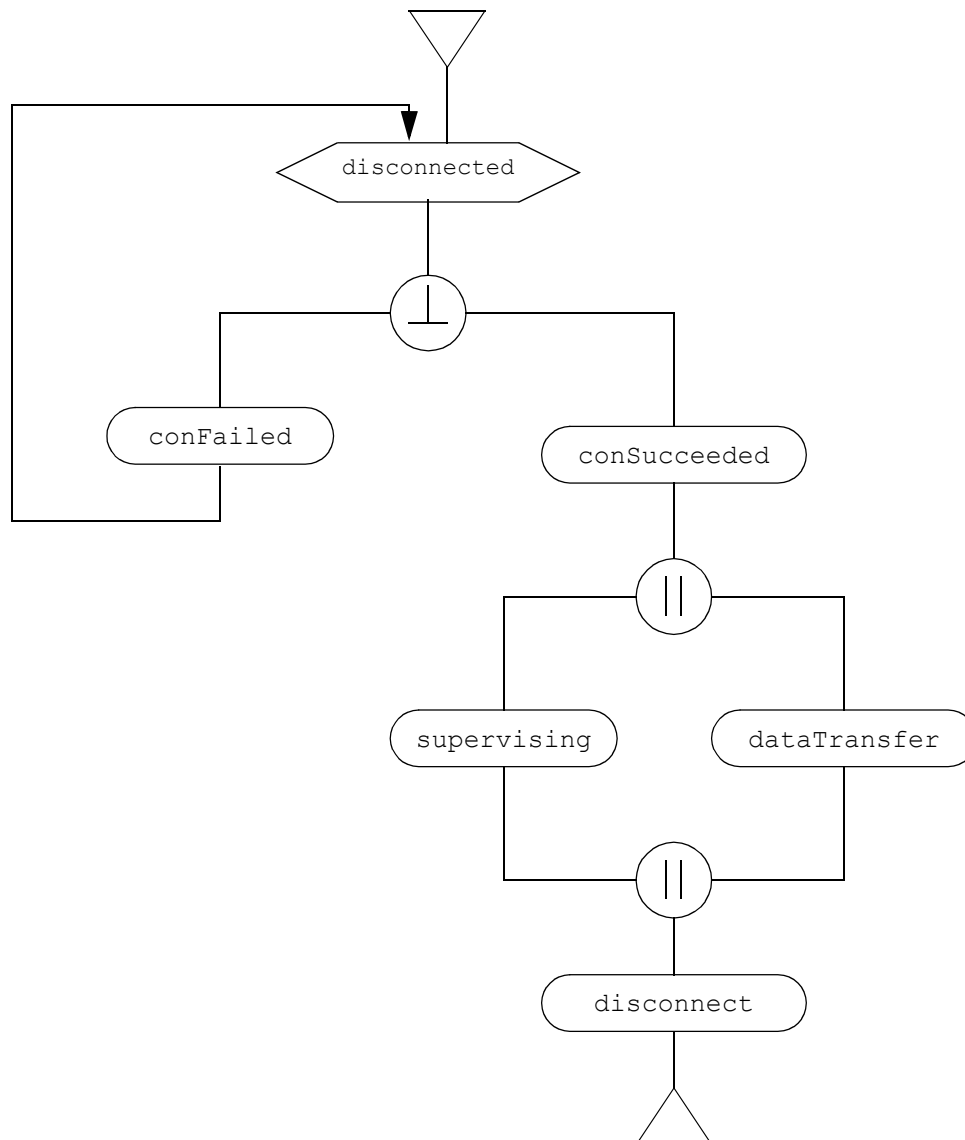 disconnected
conFailed
conSucceeded
supervising
dataTransfer
disconnect